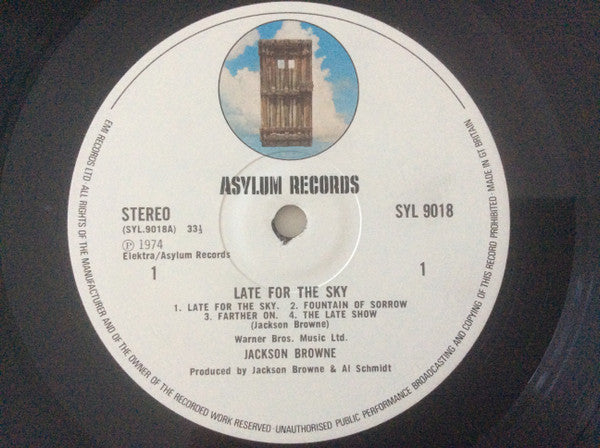 ASYLUM RECORDS
STEREO
(SYL.9018A) 33⅓
SYL 9018
Ⓟ 1974
Elektra/Asylum Records
1
1
LATE FOR THE SKY
1. LATE FOR THE SKY. 2. FOUNTAIN OF SORROW
3. FARTHER ON. 4. THE LATE SHOW
(Jackson Browne)
Warner Bros. Music Ltd.
JACKSON BROWNE
Produced by Jackson Browne & Al Schmidt
EMI RECORDS LTD. ALL RIGHTS OF THE MANUFACTURER AND OF THE OWNER OF THE RECORDED WORK RESERVED · UNAUTHORISED PUBLIC PERFORMANCE BROADCASTING AND COPYING OF THIS RECORD PROHIBITED · MADE IN GT BRITAIN